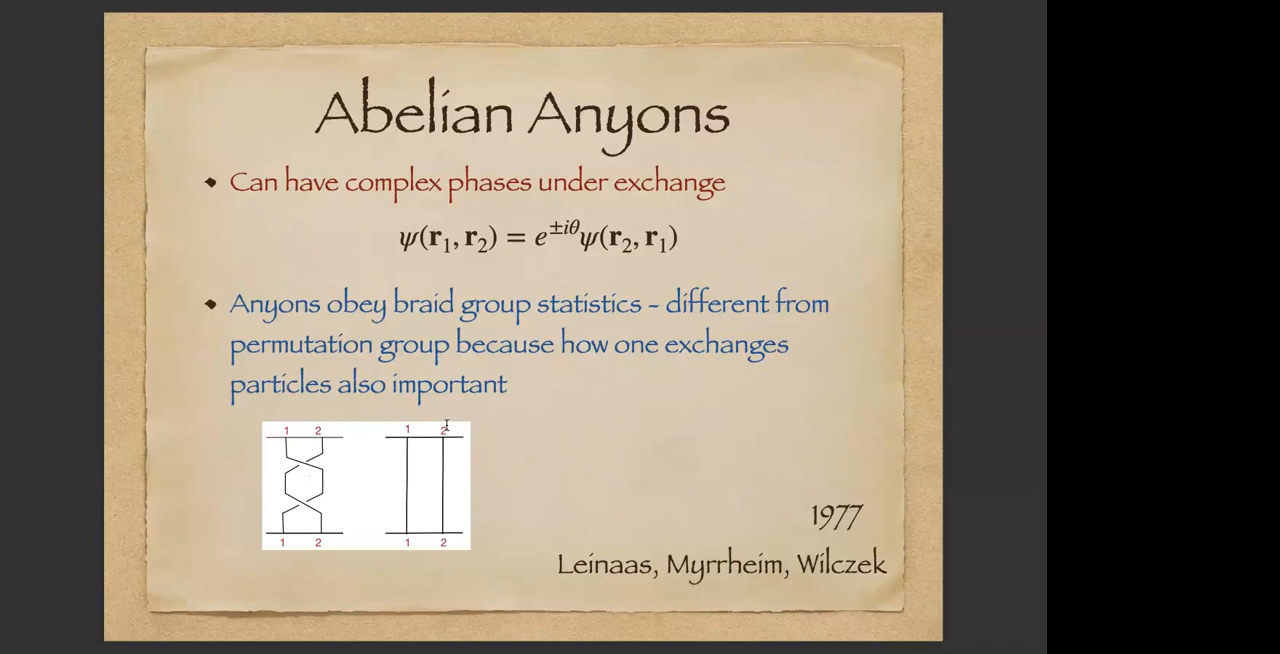 Abelian Anyons
◆ Can have complex phases under exchange
ψ(r₁, r₂) = e^{±iθ}ψ(r₂, r₁)
◆ Anyons obey braid group statistics - different from
permutation group because how one exchanges
particles also important
1 2 1 2
1 2 1 2
1977
Leinaas, Myrrheim, Wilczek